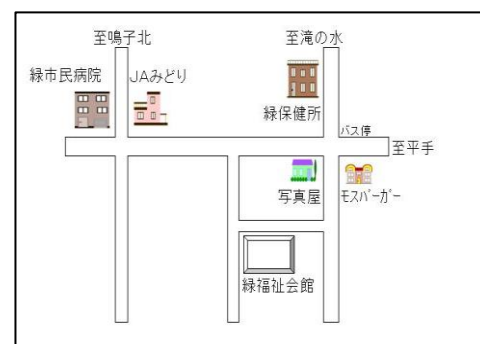 至鳴子北
至滝の水
緑市民病院
JAみどり
緑保健所
バス停
至平手
写真屋
モスバーガー
緑福祉会館